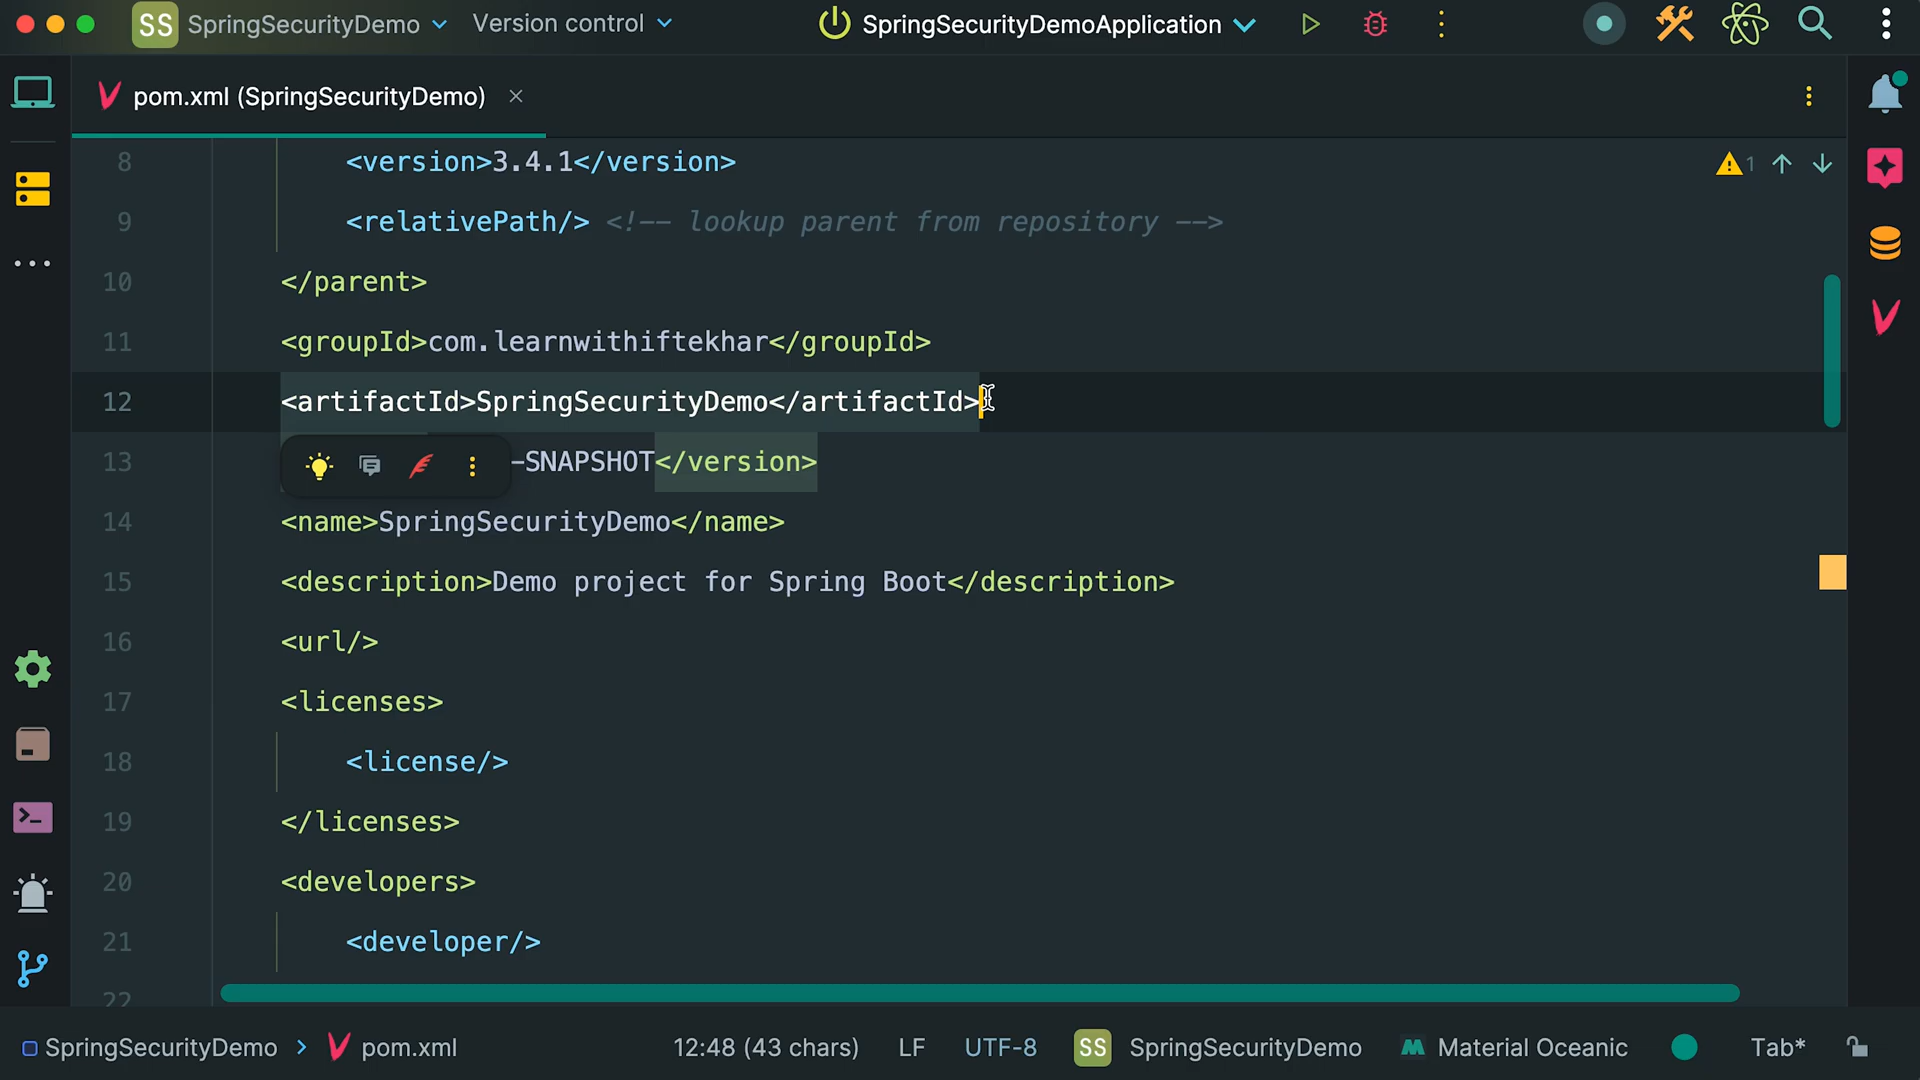 SS SpringSecurityDemo Version control SpringSecurityDemoApplication
pom.xml (SpringSecurityDemo)
8 <version>3.4.1</version> 1
9 <relativePath/> <!-- lookup parent from repository -->
10 </parent>
11 <groupId>com.learnwithiftekhar</groupId>
12 <artifactId>SpringSecurityDemo</artifactId>
13 -SNAPSHOT</version>
14 <name>SpringSecurityDemo</name>
15 <description>Demo project for Spring Boot</description>
16 <url/>
17 <licenses>
18 <license/>
19 </licenses>
20 <developers>
21 <developer/>
22
SpringSecurityDemo > pom.xml 12:48 (43 chars) LF UTF-8 SS SpringSecurityDemo Material Oceanic Tab*